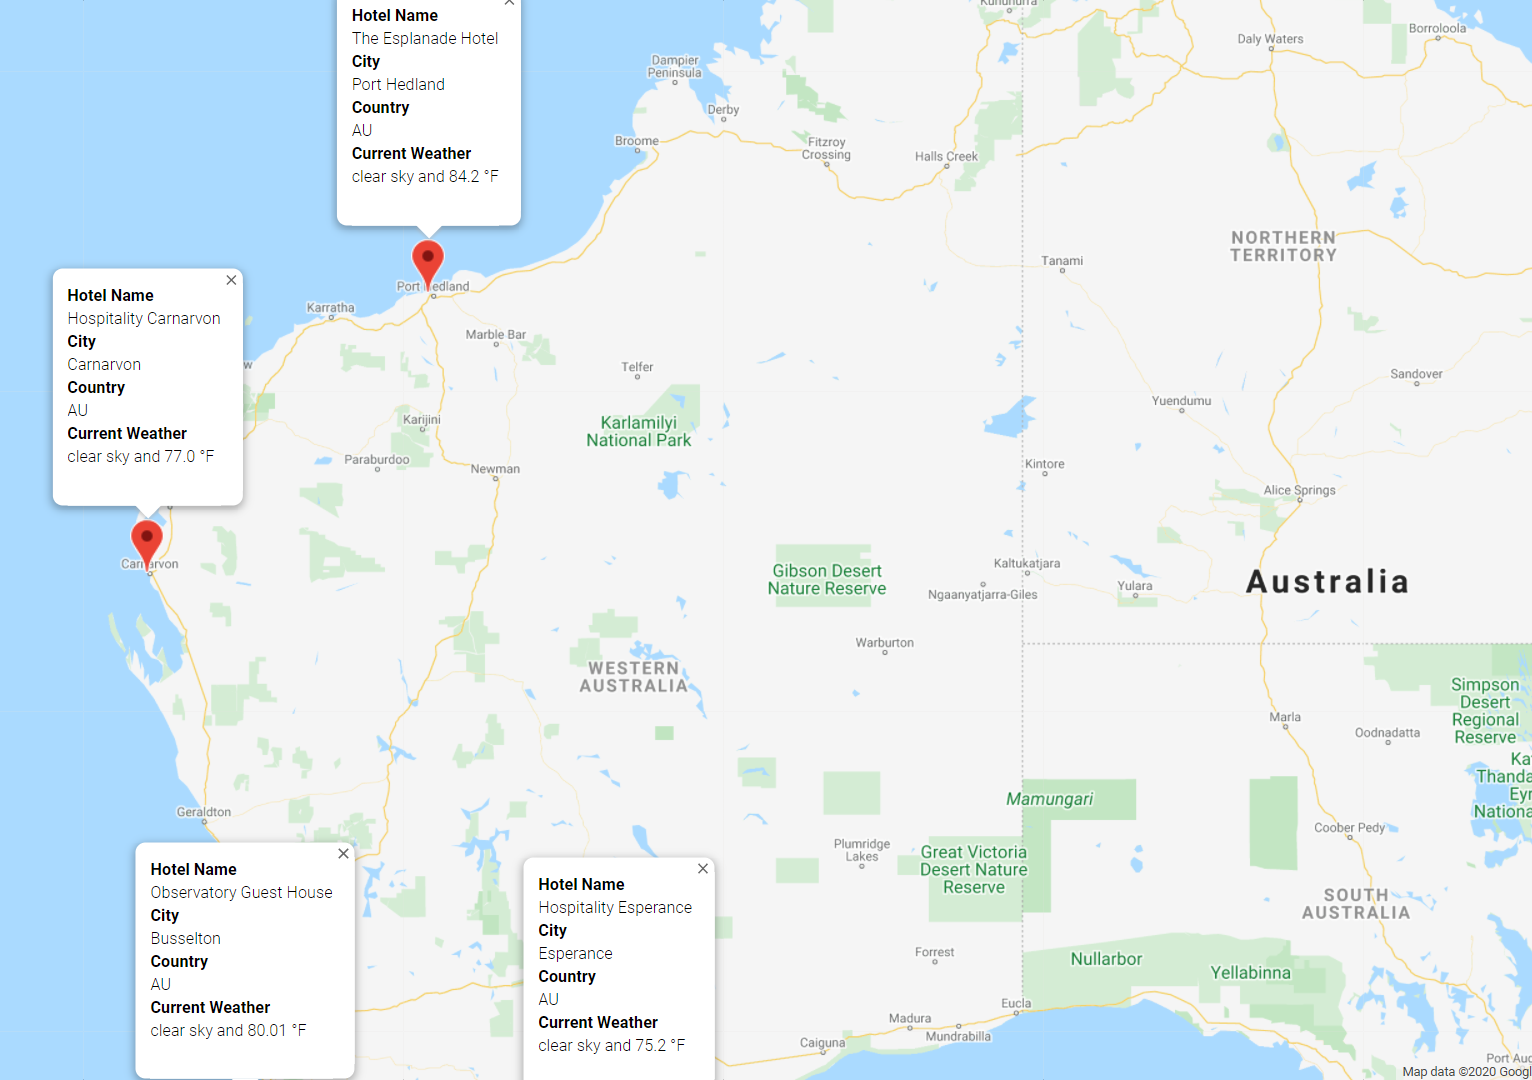 Hotel Name
The Esplanade Hotel
City
Port Hedland
Country
AU
Current Weather
clear sky and 84.2 °F
Hotel Name
Hospitality Carnarvon
City
Carnarvon
Country
AU
Current Weather
clear sky and 77.0 °F
Hotel Name
Observatory Guest House
City
Busselton
Country
AU
Current Weather
clear sky and 80.01 °F
Hotel Name
Hospitality Esperance
City
Esperance
Country
AU
Current Weather
clear sky and 75.2 °F
Kununurra
Daly Waters
Borroloola
Dampier
Peninsula
Derby
Broome
Fitzroy
Crossing
Halls Creek
NORTHERN
TERRITORY
Tanami
Port Hedland
Karratha
Marble Bar
Telfer
Sandover
Yuendumu
Karijini
Karlamilyi
National Park
Paraburdoo
Newman
Kintore
Alice Springs
Carnarvon
Gibson Desert
Nature Reserve
Kaltukatjara
Ngaanyatjarra-Giles
Yulara
Australia
Warburton
WESTERN
AUSTRALIA
Simpson
Desert
Regional
Reserve
Marla
Oodnadatta
Ka
Thanda
Eyr
Nationa
Mamungari
Geraldton
Coober Pedy
Plumridge
Lakes
Great Victoria
Desert Nature
Reserve
SOUTH
AUSTRALIA
Forrest
Nullarbor
Yellabinna
Eucla
Madura
Mundrabilla
Caiguna
Port Aug
Map data ©2020 Googl